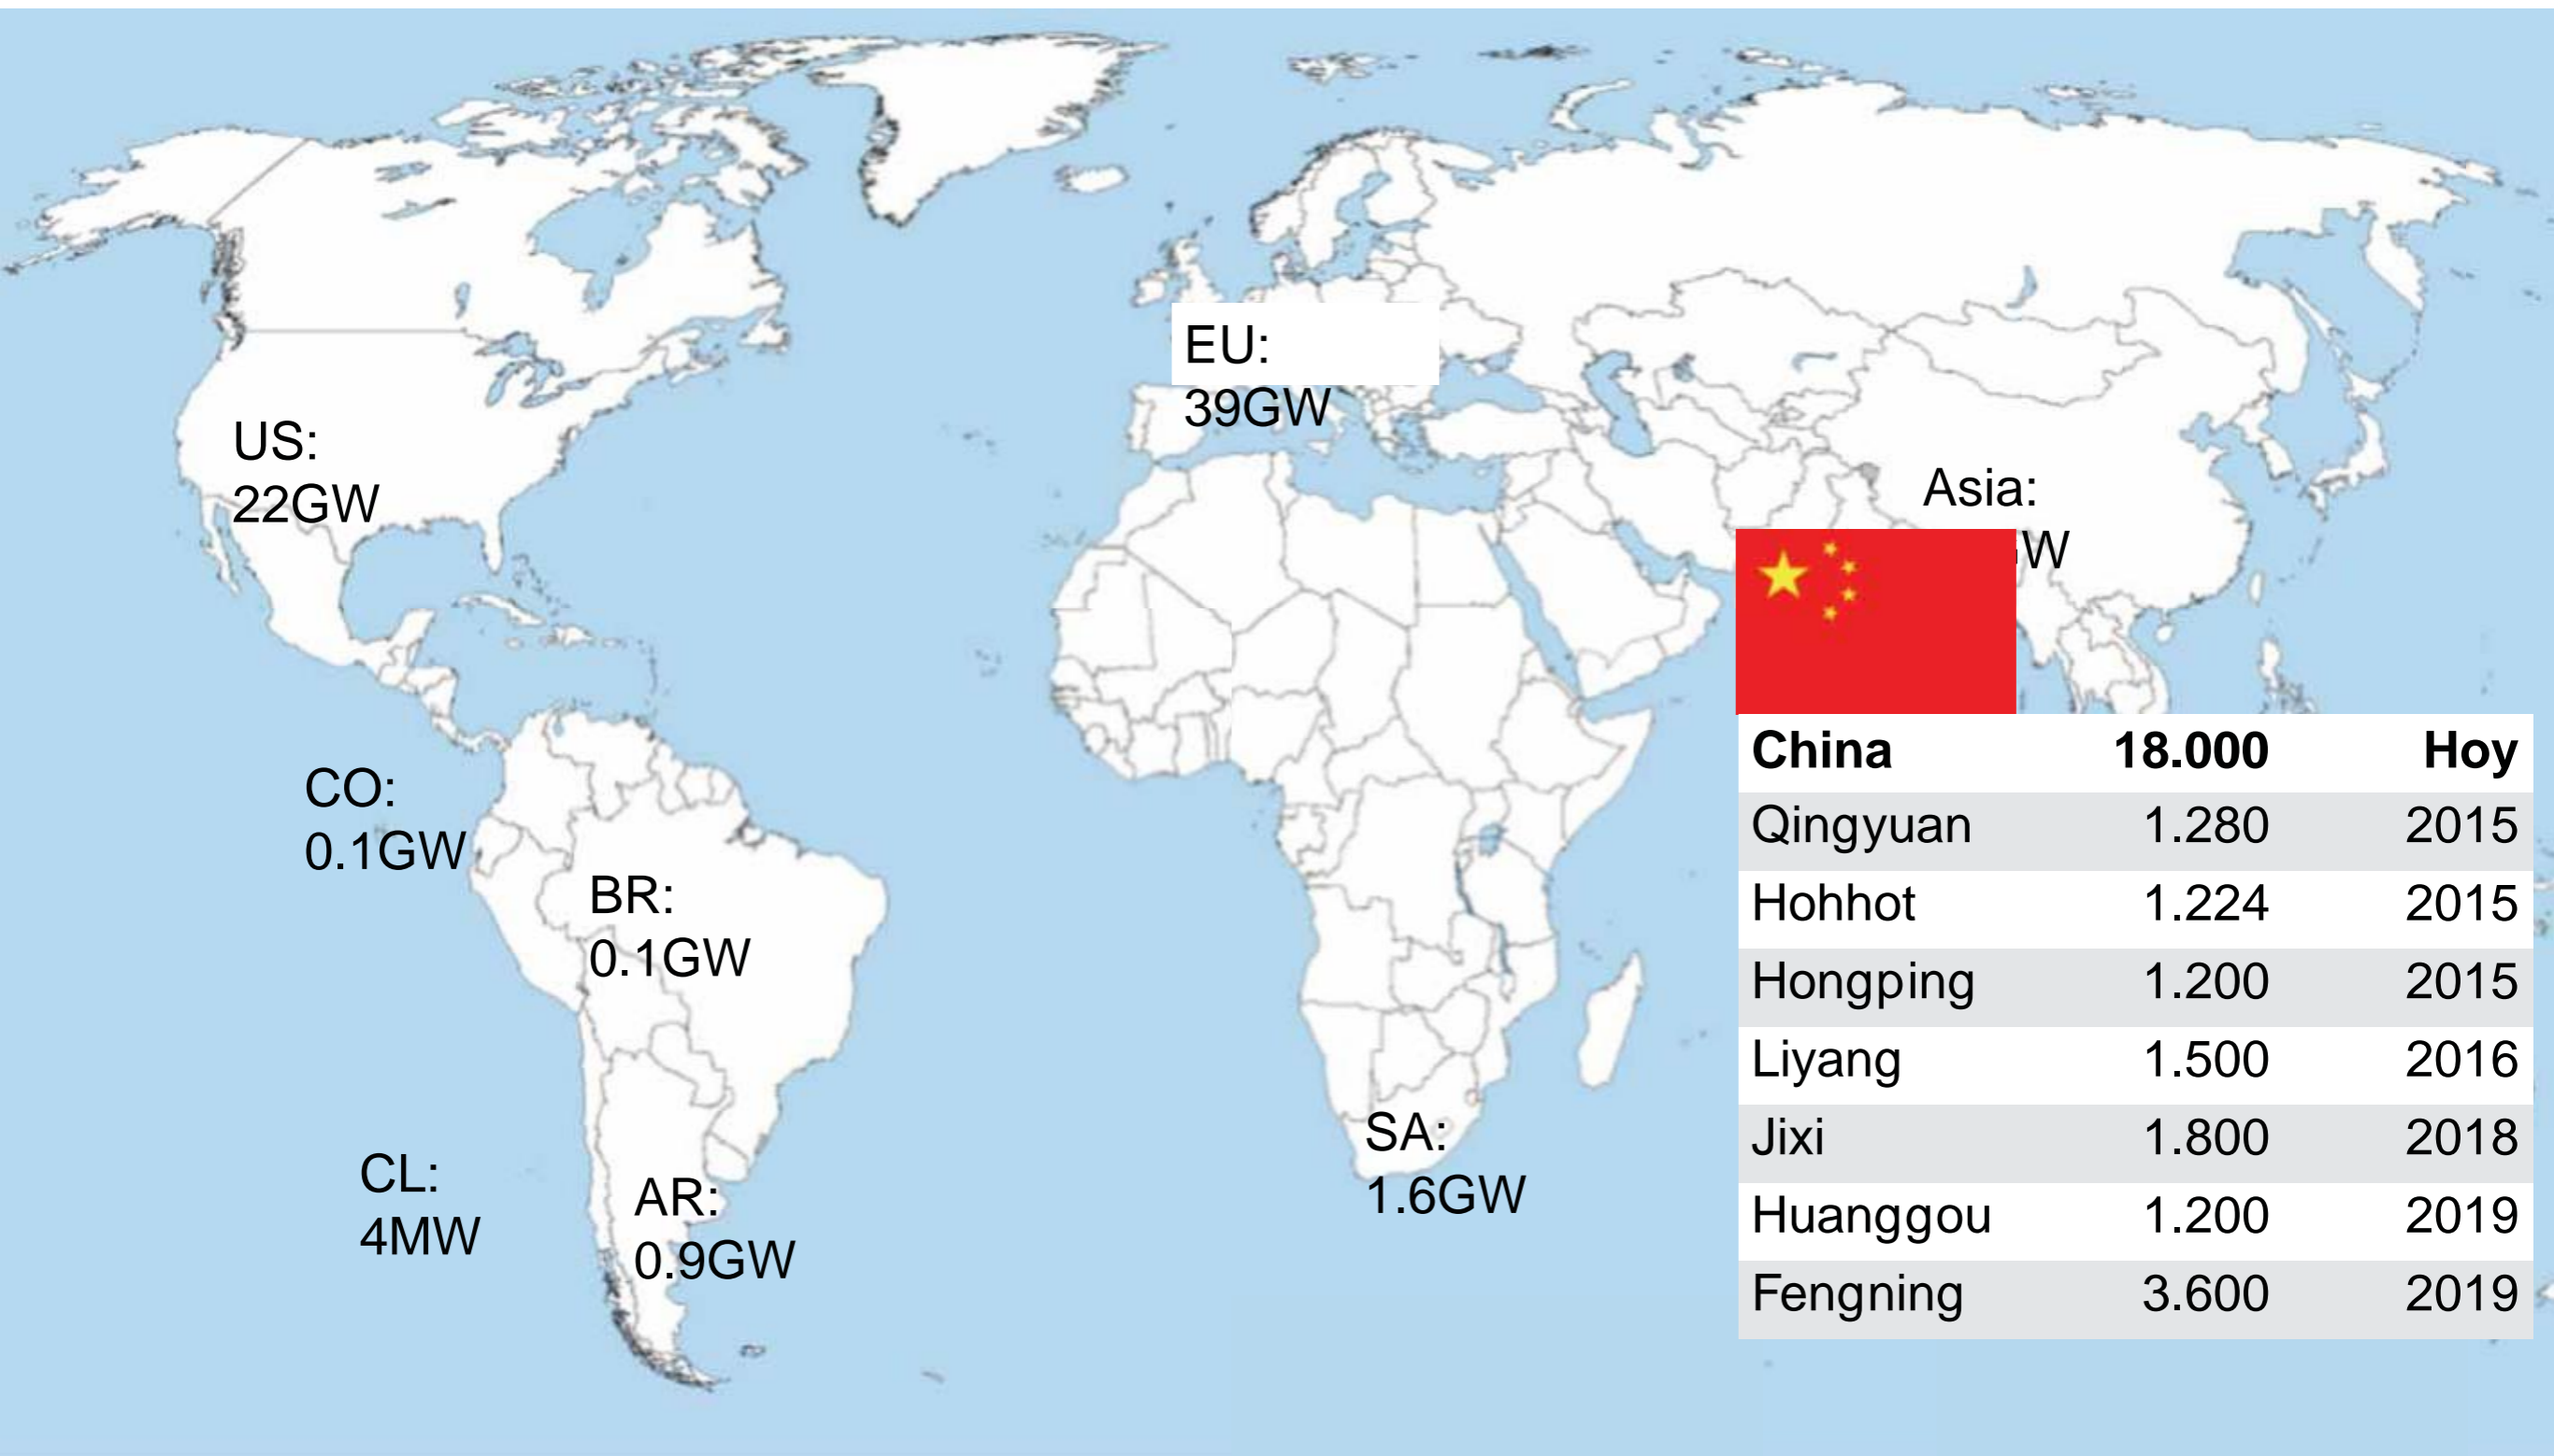 EU:
39GW
US:
22GW
Asia:
W
CO:
0.1GW
BR:
0.1GW
CL:
4MW
AR:
0.9GW
SA:
1.6GW
China 18.000 Hoy
Qingyuan 1.280 2015
Hohhot 1.224 2015
Hongping 1.200 2015
Liyang 1.500 2016
Jixi 1.800 2018
Huanggou 1.200 2019
Fengning 3.600 2019